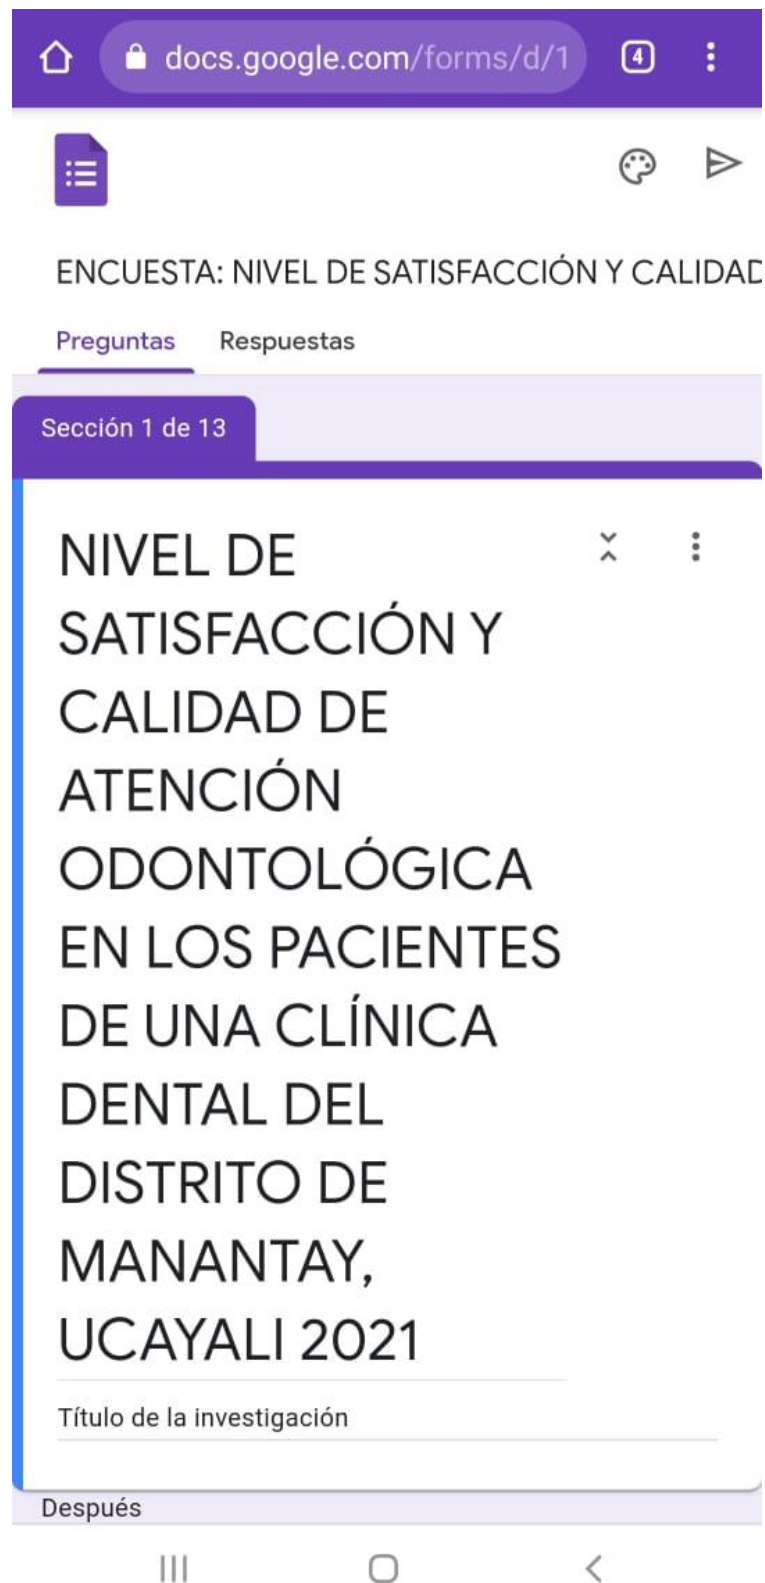 docs.google.com/forms/d/1
4
ENCUESTA: NIVEL DE SATISFACCIÓN Y CALIDAD
Preguntas Respuestas
Sección 1 de 13
NIVEL DE
SATISFACCIÓN Y
CALIDAD DE
ATENCIÓN
ODONTOLÓGICA
EN LOS PACIENTES
DE UNA CLÍNICA
DENTAL DEL
DISTRITO DE
MANANTAY,
UCAYALI 2021
Título de la investigación
Después